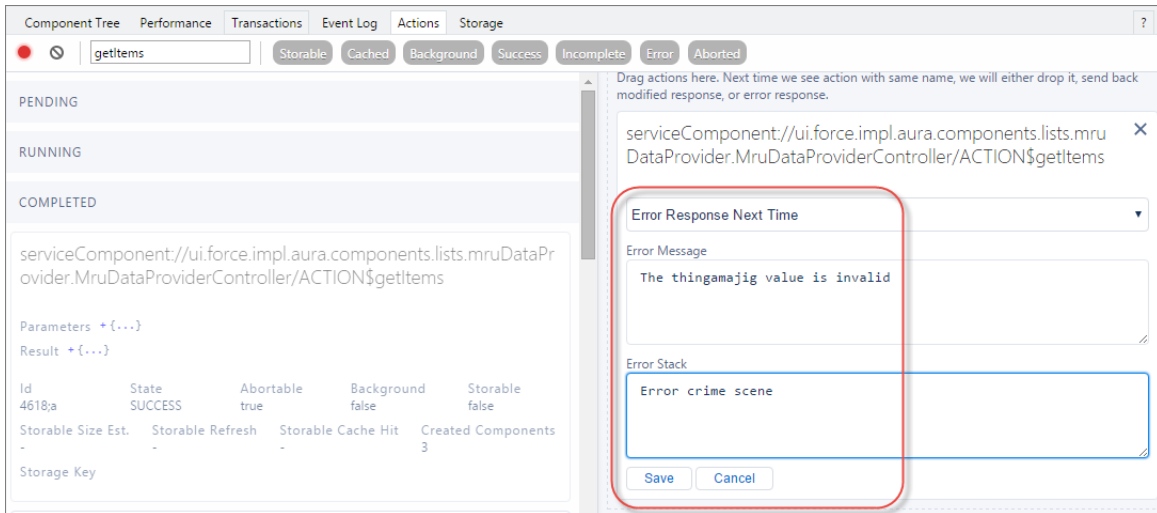 Component Tree Performance Transactions Event Log Actions Storage ?
getItems Storable Cached Background Success Incomplete Error Aborted
PENDING
RUNNING
COMPLETED
serviceComponent://ui.force.impl.aura.components.lists.mruDataPr
ovider.MruDataProviderController/ACTION$getItems
Parameters +{...}
Result +{...}
Id State Abortable Background Storable
4618;a SUCCESS true false false
Storable Size Est. Storable Refresh Storable Cache Hit Created Components
- - - 3
Storage Key
Drag actions here. Next time we see action with same name, we will either drop it, send back
modified response, or error response.
serviceComponent://ui.force.impl.aura.components.lists.mru
DataProvider.MruDataProviderController/ACTION$getItems
Error Response Next Time
Error Message
The thingamajig value is invalid
Error Stack
Error crime scene
Save Cancel